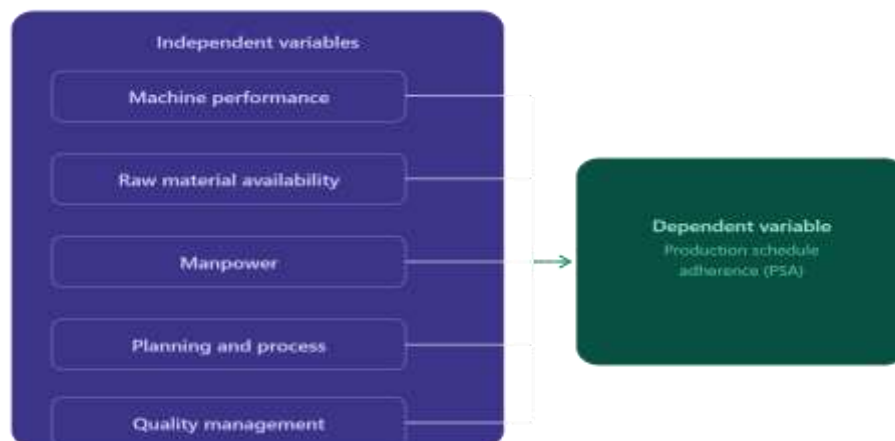 Independent variables
Machine performance
Raw material availability
Manpower
Planning and process
Quality management
Dependent variable
Production schedule
adherence (PSA)